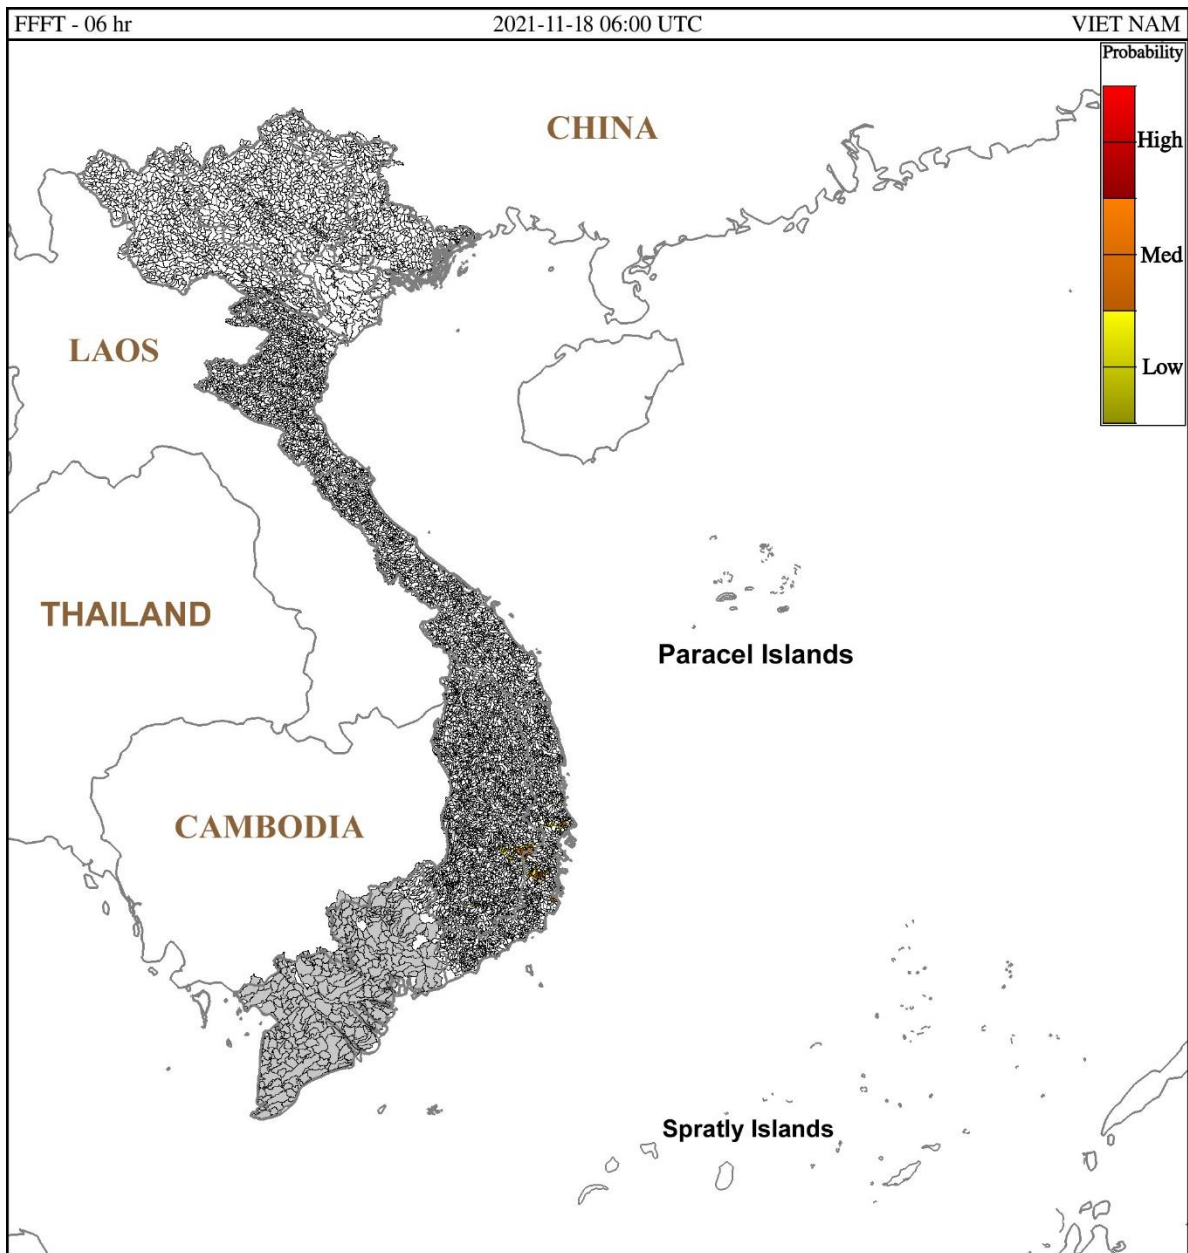 FFFT - 06 hr
2021-11-18 06:00 UTC
VIET NAM
Probability
CHINA
High
Med
LAOS
Low
THAILAND
Paracel Islands
CAMBODIA
Spratly Islands